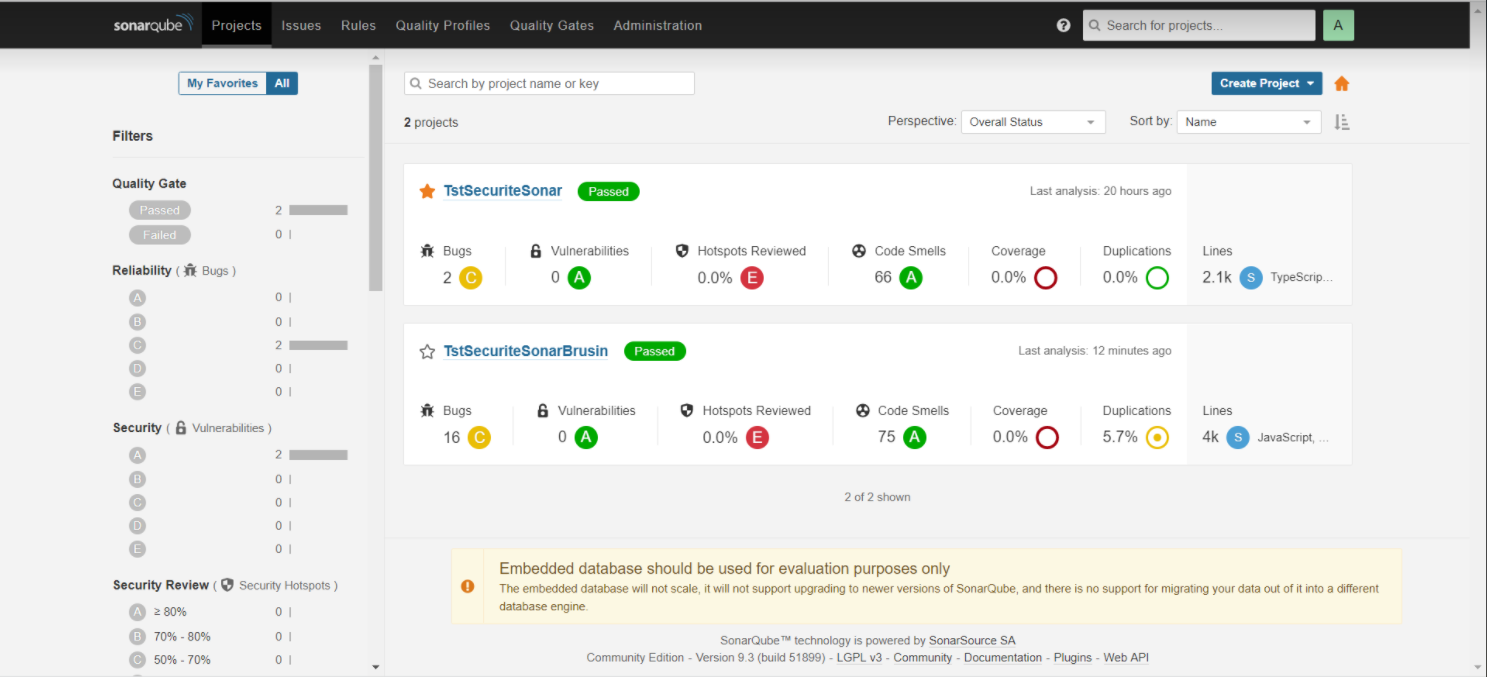 sonarqube Projects Issues Rules Quality Profiles Quality Gates Administration ? Search for projects... A
My Favorites All
Search by project name or key
Create Project
2 projects
Perspective: Overall Status Sort by: Name
Filters
Quality Gate
Passed 2
Failed 0
Reliability ( Bugs )
A 0
B 0
C 2
D 0
E 0
Security ( Vulnerabilities )
A 2
B 0
C 0
D 0
E 0
Security Review ( Security Hotspots )
A ≥ 80% 0
B 70% - 80% 0
C 50% - 70% 0
TstSecuriteSonar Passed Last analysis: 20 hours ago
Bugs Vulnerabilities Hotspots Reviewed Code Smells Coverage Duplications Lines
2 C 0 A 0.0% E 66 A 0.0% 0.0% 2.1k S TypeScrip...
TstSecuriteSonarBrusin Passed Last analysis: 12 minutes ago
Bugs Vulnerabilities Hotspots Reviewed Code Smells Coverage Duplications Lines
16 C 0 A 0.0% E 75 A 0.0% 5.7% 4k S JavaScript, ...
2 of 2 shown
Embedded database should be used for evaluation purposes only
The embedded database will not scale, it will not support upgrading to newer versions of SonarQube, and there is no support for migrating your data out of it into a different
database engine.
SonarQube™ technology is powered by SonarSource SA
Community Edition - Version 9.3 (build 51899) - LGPL v3 - Community - Documentation - Plugins - Web API